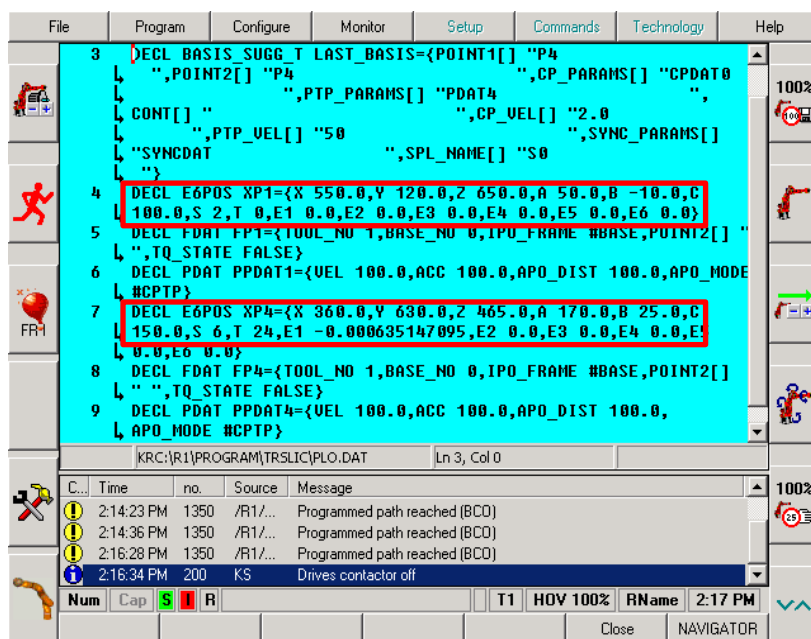 File Program Configure Monitor Setup Commands Technology Help
3 DECL BASIS_SUGG_T LAST_BASIS={POINT1[] "P4
",POINT2[] "P4 ",CP_PARAMS[] "CPDAT0
",PTP_PARAMS[] "PDAT4 ",
CONT[] " ",CP_VEL[] "2.0
",PTP_VEL[] "50 ",SYNC_PARAMS[]
"SYNCDAT ",SPL_NAME[] "S0
"}
4 DECL E6POS XP1={X 550.0,Y 120.0,Z 650.0,A 50.0,B -10.0,C
100.0,S 2,T 0,E1 0.0,E2 0.0,E3 0.0,E4 0.0,E5 0.0,E6 0.0}
5 DECL FDAT FP1={TOOL_NO 1,BASE_NO 0,IPO_FRAME #BASE,POINT2[] "
",TQ_STATE FALSE}
6 DECL PDAT PPDAT1={VEL 100.0,ACC 100.0,APO_DIST 100.0,APO_MODE
#CPTP}
7 DECL E6POS XP4={X 360.0,Y 630.0,Z 465.0,A 170.0,B 25.0,C
150.0,S 6,T 24,E1 -0.000635147095,E2 0.0,E3 0.0,E4 0.0,E5
0.0,E6 0.0}
8 DECL FDAT FP4={TOOL_NO 1,BASE_NO 0,IPO_FRAME #BASE,POINT2[]
" ",TQ_STATE FALSE}
9 DECL PDAT PPDAT4={VEL 100.0,ACC 100.0,APO_DIST 100.0,
APO_MODE #CPTP}
KRC:\R1\PROGRAM\TRSLIC\PLO.DAT Ln 3, Col 0
C... Time no. Source Message
2:14:23 PM 1350 /R1/... Programmed path reached (BCO)
2:14:36 PM 1350 /R1/... Programmed path reached (BCO)
2:16:28 PM 1350 /R1/... Programmed path reached (BCO)
2:16:34 PM 200 KS Drives contactor off
Num Cap S I R T1 HOV 100% RName 2:17 PM
Close NAVIGATOR
FR1
100%
100
100%
25